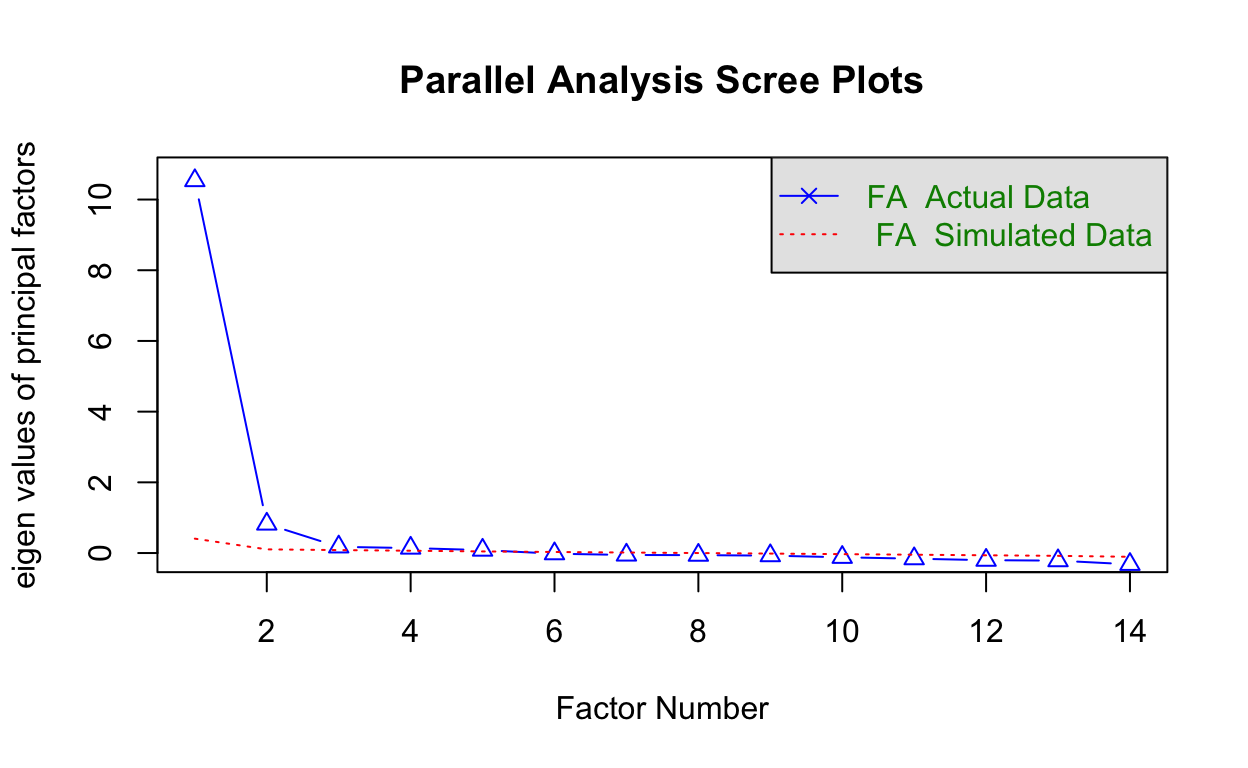 Parallel Analysis Scree Plots
eigen values of principal factors
10
8
6
4
2
0
FA Actual Data
FA Simulated Data
2 4 6 8 10 12 14
Factor Number